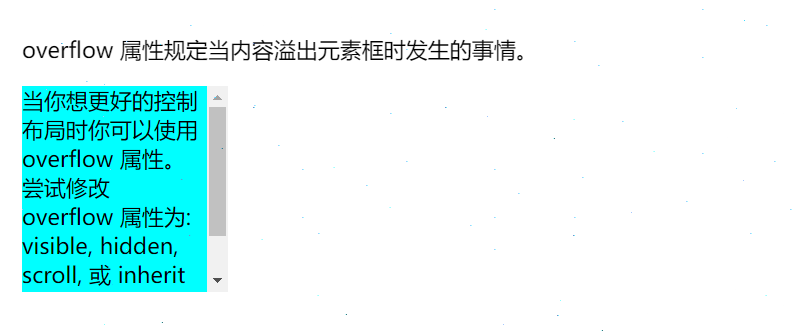 overflow 属性规定当内容溢出元素框时发生的事情。
当你想更好的控制
布局时你可以使用
overflow 属性。
尝试修改
overflow 属性为:
visible, hidden,
scroll, 或 inherit